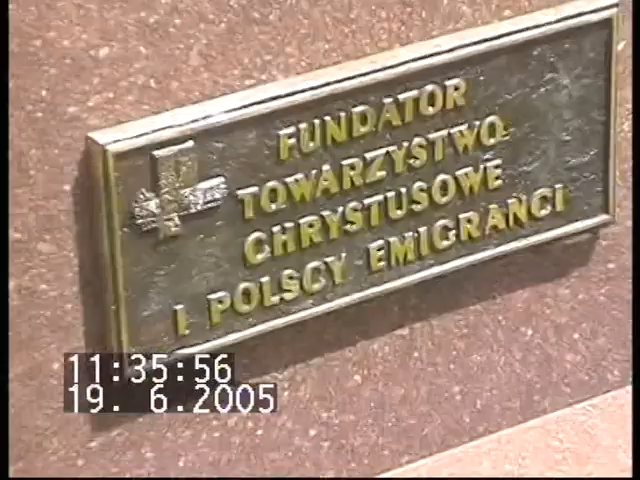 FUNDATOR
TOWARZYSTWO
CHRYSTUSOWE
I POLSCY EMIGRANCI
11:35:56
19. 6.2005